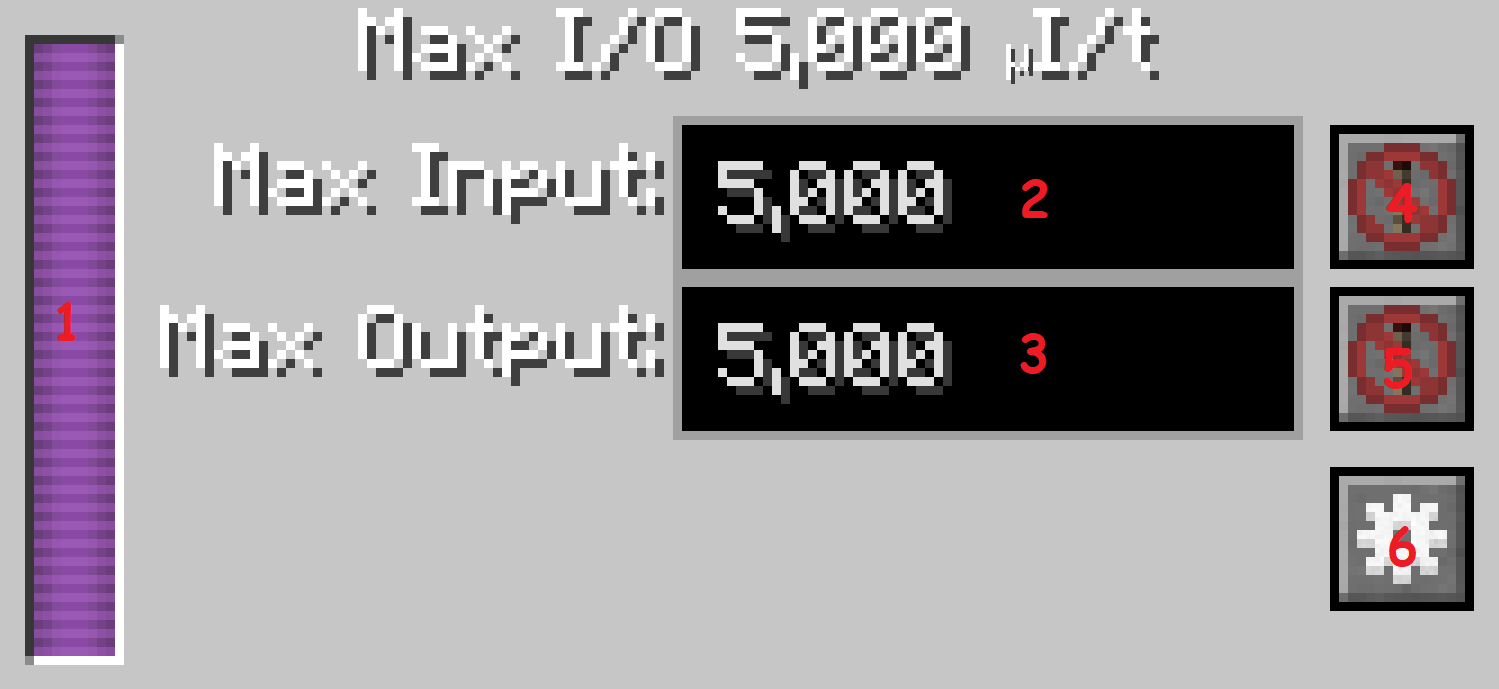 Max I/O 5,000 µI/t
Max Input: 5,000 2 4
1
Max Output: 5,000 3 5
6